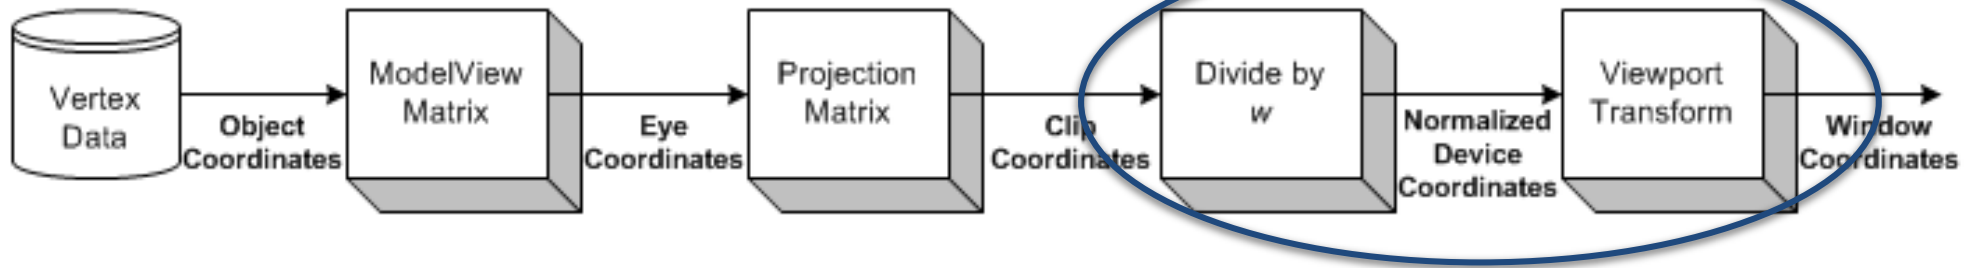 Vertex
Data
Object
Coordinates
ModelView
Matrix
Eye
Coordinates
Projection
Matrix
Clip
Coordinates
Divide by
w
Normalized
Device
Coordinates
Viewport
Transform
Window
Coordinates